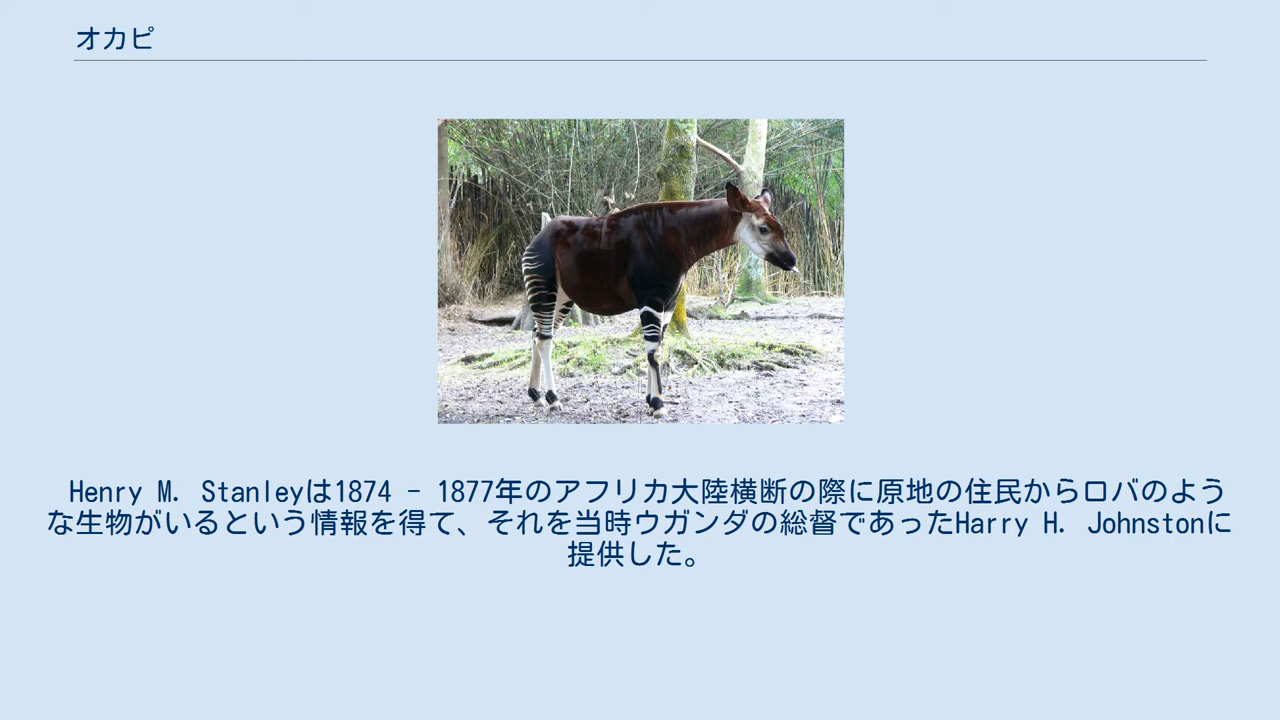 オカピ
Henry M. Stanleyは1874 - 1877年のアフリカ大陸横断の際に原地の住民からロバのよう
な生物がいるという情報を得て、それを当時ウガンダの総督であったHarry H. Johnstonに
提供した。